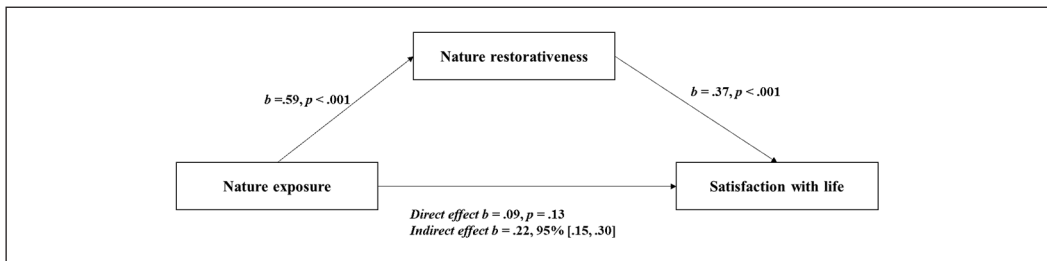 Nature restorativeness
b =.59, p < .001
b = .37, p < .001
Nature exposure
Satisfaction with life
Direct effect b = .09, p = .13
Indirect effect b = .22, 95% [.15, .30]